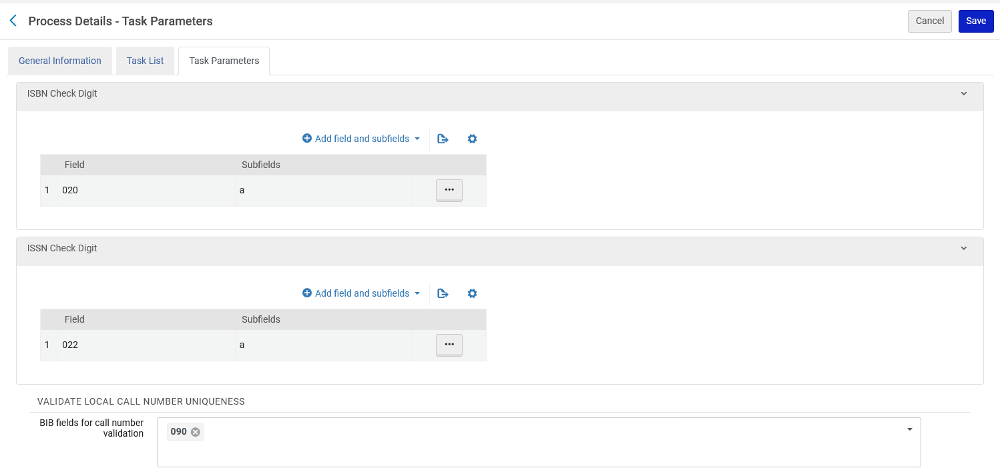 Process Details - Task Parameters
Cancel
Save
General Information
Task List
Task Parameters
ISBN Check Digit
Add field and subfields
Field Subfields
1 020 a
ISSN Check Digit
Add field and subfields
Field Subfields
1 022 a
VALIDATE LOCAL CALL NUMBER UNIQUENESS
BIB fields for call number
validation
090